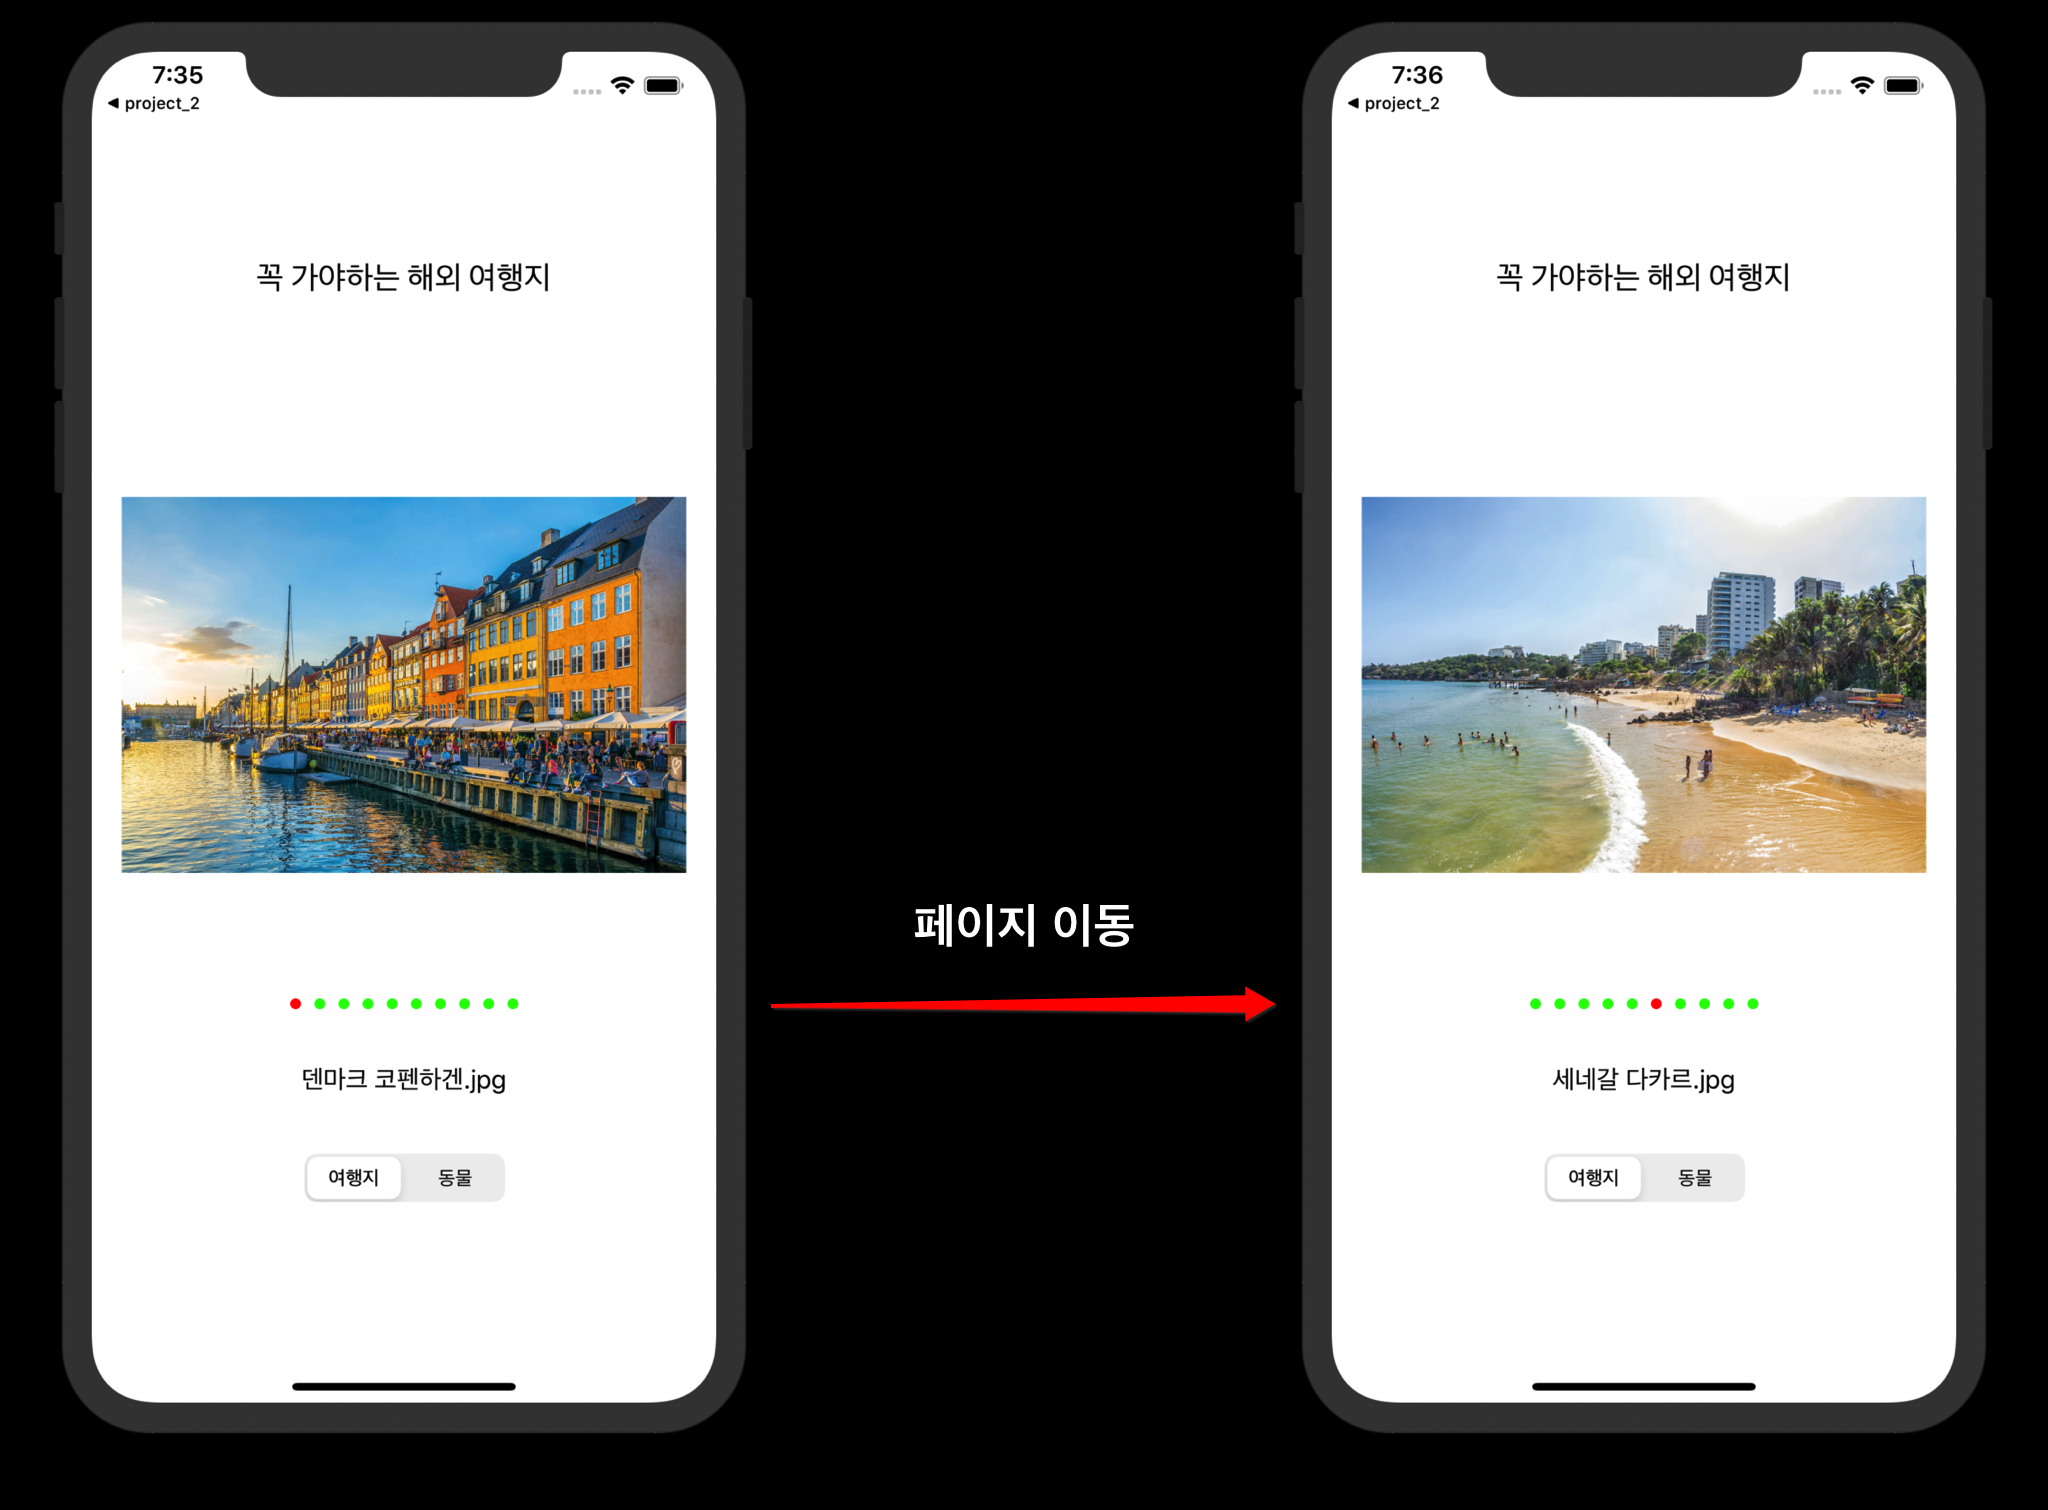 7:35
◀ project_2
꼭 가야하는 해외 여행지
덴마크 코펜하겐.jpg
여행지 동물
페이지 이동
7:36
◀ project_2
꼭 가야하는 해외 여행지
세네갈 다카르.jpg
여행지 동물